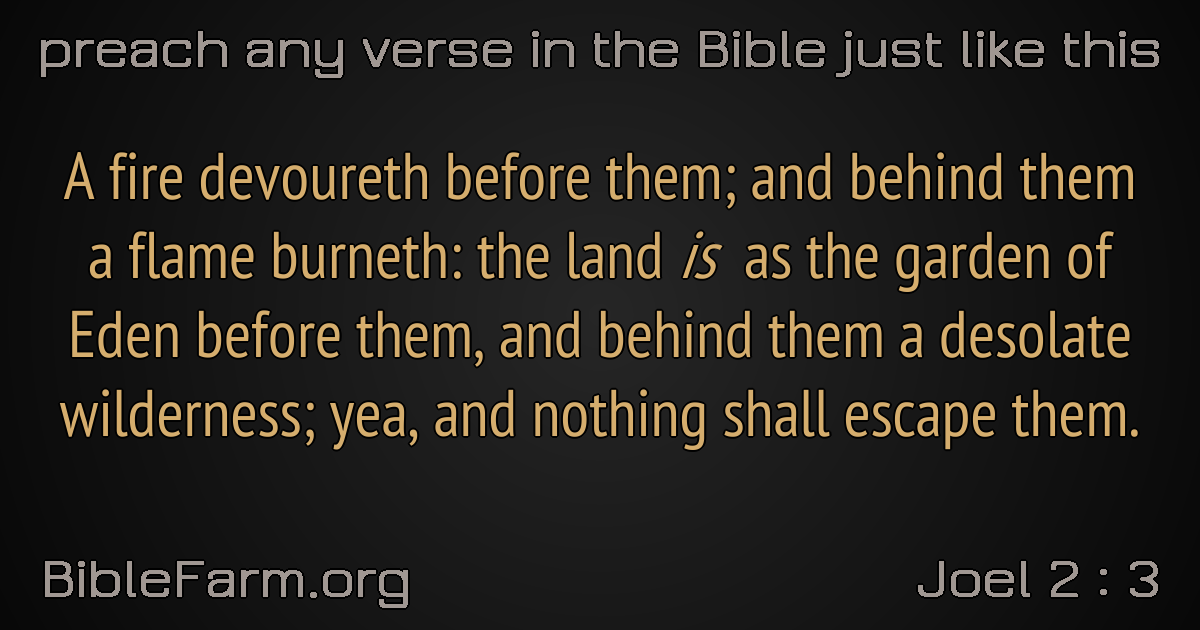 preach any verse in the Bible just like this
A fire devoureth before them; and behind them
a flame burneth: the land is as the garden of
Eden before them, and behind them a desolate
wilderness; yea, and nothing shall escape them.
BibleFarm.org
Joel 2 : 3